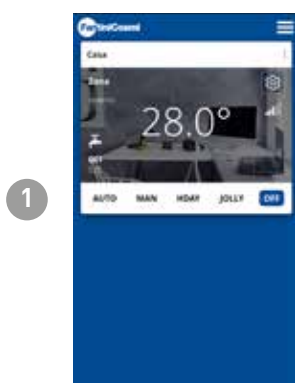 FantiniCosmi
Casa
Zona
28.0°
OFF
AUTO MAN HDAY JOLLY OFF
1